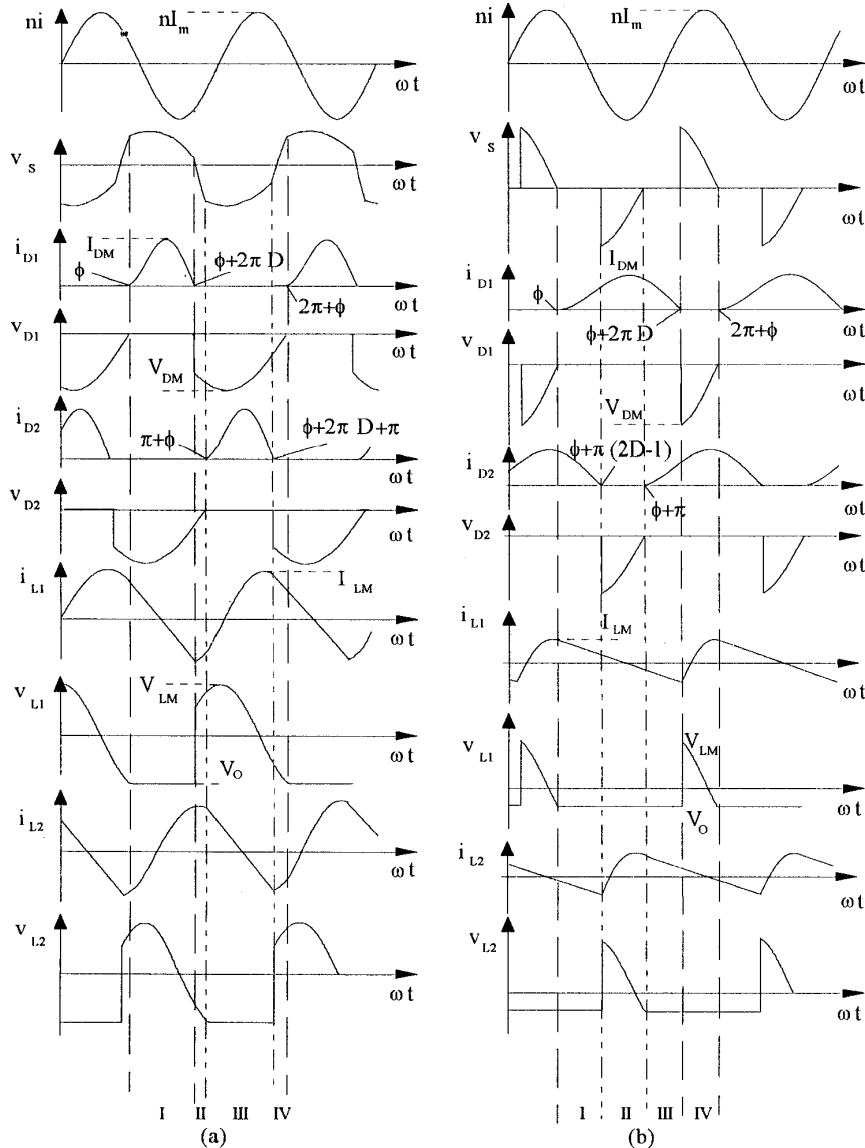 ni
nI_m
ωt
v_S
ωt
i_D1
I_DM
ϕ
ϕ+2π D
2π+ϕ
v_D1
V_DM
i_D2
π+ϕ
ϕ+2π D+π
ωt
v_D2
ωt
i_L1
I_LM
ωt
v_L1
V_LM
V_O
ωt
i_L2
ωt
v_L2
ωt
I II III IV
(a)
ni
nI_m
ωt
v_S
ωt
i_D1
I_DM
ϕ
ϕ+2π D
2π+ϕ
v_D1
V_DM
ωt
i_D2
ϕ+π (2D-1)
ϕ+π
ωt
v_D2
ωt
i_L1
I_LM
ωt
v_L1
V_LM
V_O
ωt
i_L2
ωt
v_L2
ωt
I II III IV
(b)